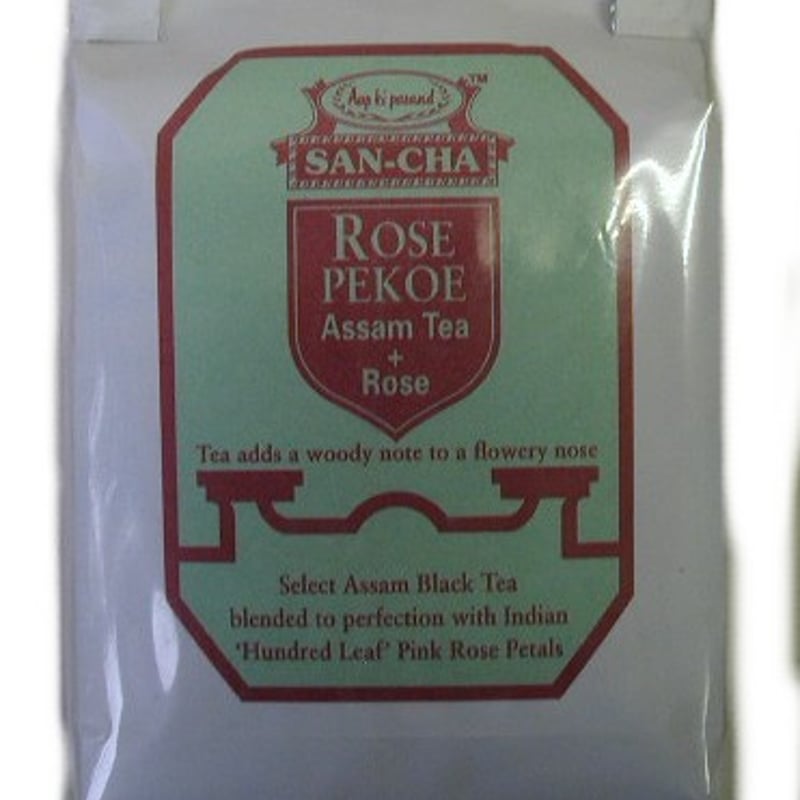 Aap ki pasand
TM
SAN-CHA
ROSE
PEKOE
Assam Tea
+
Rose
Tea adds a woody note to a flowery nose
Select Assam Black Tea
blended to perfection with Indian
'Hundred Leaf' Pink Rose Petals